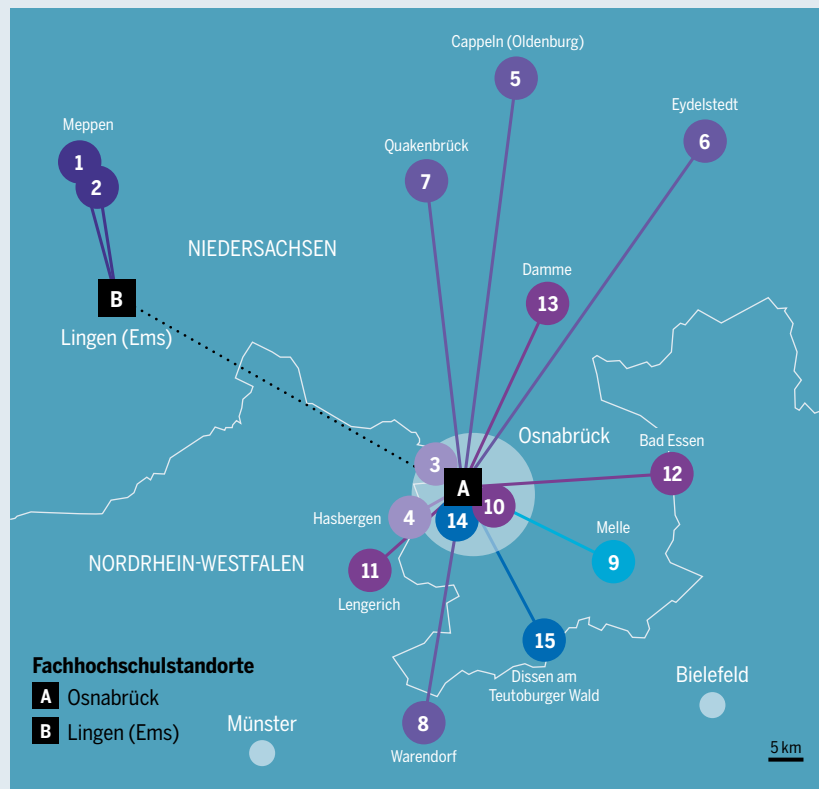 Cappeln (Oldenburg)
5
Eydelstedt
6
Meppen
1
2
Quakenbrück
7
NIEDERSACHSEN
Damme
13
B
Lingen (Ems)
Osnabrück
Bad Essen
12
3
A
10
14
Hasbergen
4
Melle
9
NORDRHEIN-WESTFALEN
11
Lengerich
15
Dissen am
Teutoburger Wald
Fachhochschulstandorte
A Osnabrück
B Lingen (Ems)
Bielefeld
Münster
8
Warendorf
5 km